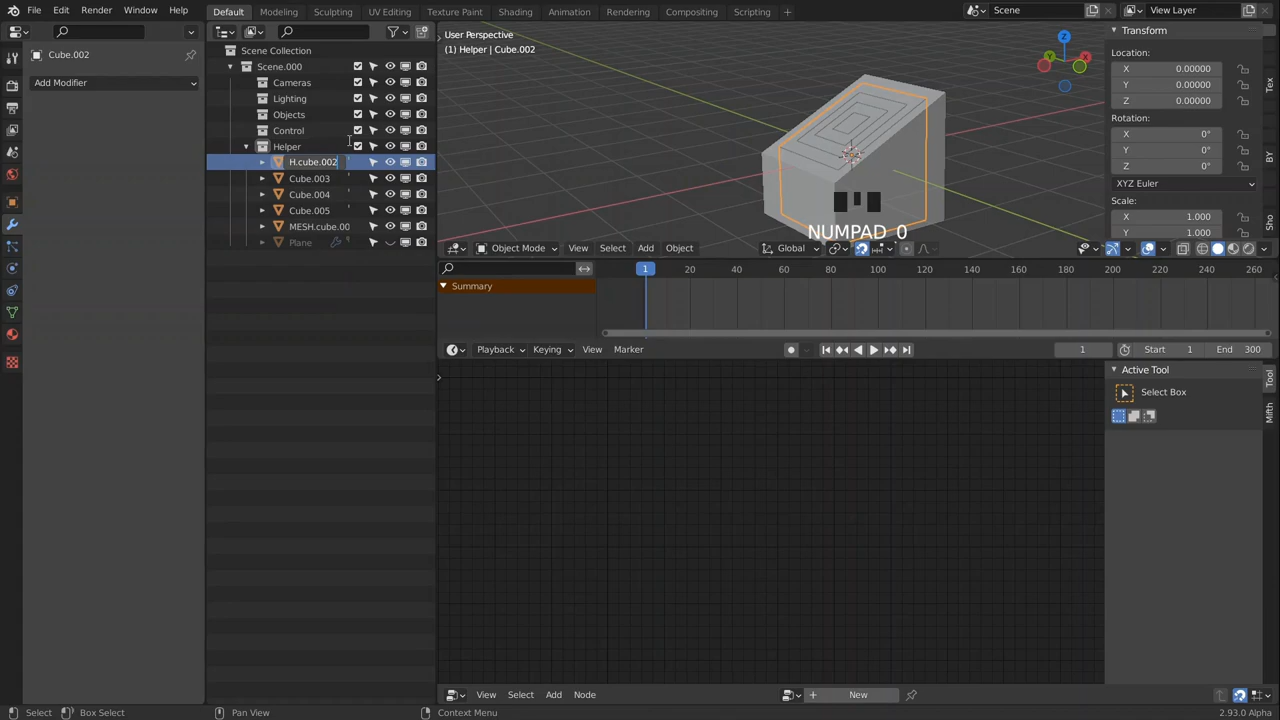 File Edit Render Window Help
Default Modeling Sculpting UV Editing Texture Paint Shading Animation Rendering Compositing Scripting +
Scene View Layer
Cube.002
Add Modifier
Scene Collection
Scene.000
Cameras
Lighting
Objects
Control
Helper
H.cube.002
Cube.003
Cube.004
Cube.005
MESH.cube.00
Plane
User Perspective
(1) Helper | Cube.002
Z
Y
X
NUMPAD 0
Transform
Location:
X 0.00000
Y 0.00000
Z 0.00000
Rotation:
X 0°
Y 0°
Z 0°
XYZ Euler
Scale:
X 1.000
Y 1.000
Tex
Sho
Object Mode View Select Add Object Global
1 20 40 60 80 100 120 140 160 180 200 220 240 260
Summary
Playback Keying View Marker 1 Start 1 End 300
Active Tool
Select Box
Tool
Mifth
View Select Add Node New
Select Box Select Pan View Context Menu 2.93.0 Alpha